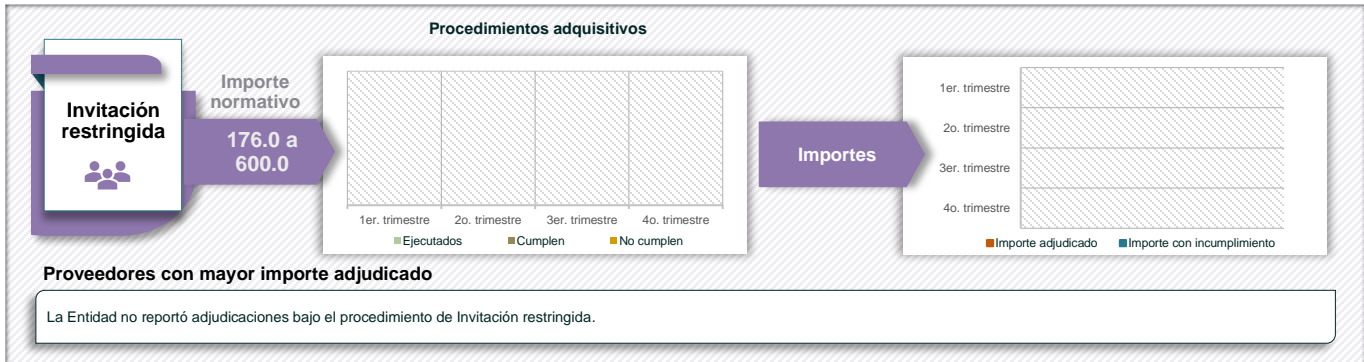 Procedimientos adquisitivos
Invitación
restringida
Importe
normativo
176.0 a
600.0
1er. trimestre 2o. trimestre 3er. trimestre 4o. trimestre
Ejecutados Cumplen No cumplen
Importes
1er. trimestre
2o. trimestre
3er. trimestre
4o. trimestre
Importe adjudicado Importe con incumplimiento
Proveedores con mayor importe adjudicado
La Entidad no reportó adjudicaciones bajo el procedimiento de Invitación restringida.